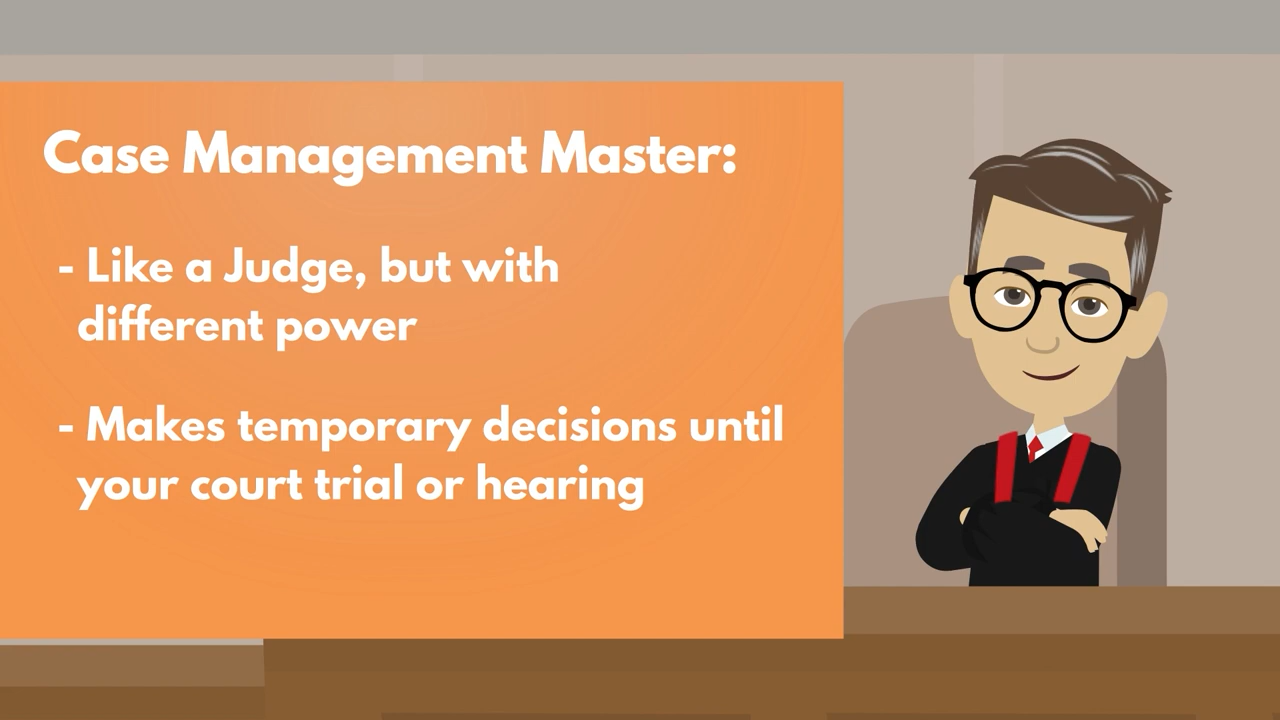 Case Management Master:
- Like a Judge, but with
different power
- Makes temporary decisions until
your court trial or hearing